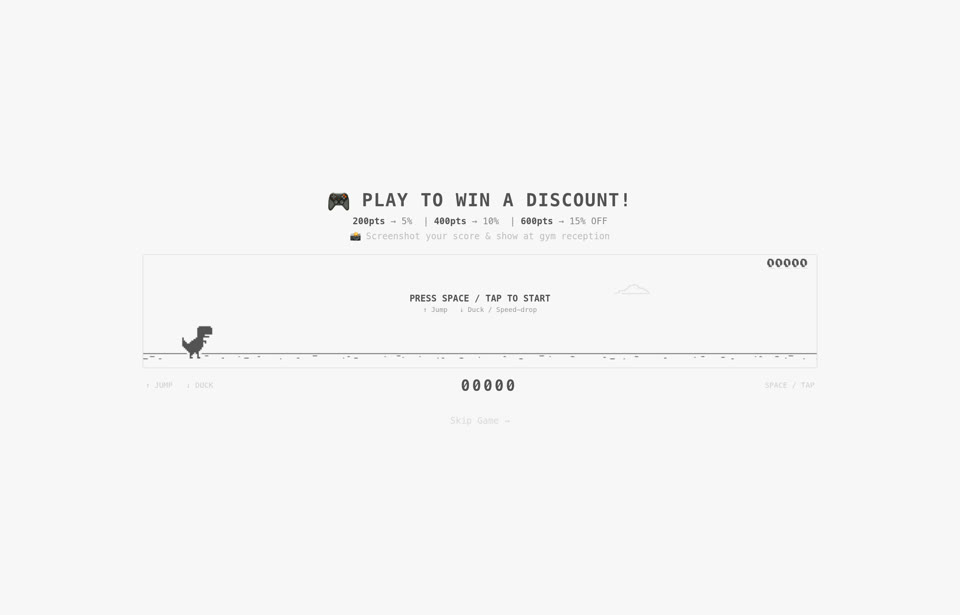 🎮 PLAY TO WIN A DISCOUNT!
200pts → 5% | 400pts → 10% | 600pts → 15% OFF
📸 Screenshot your score & show at gym reception
00000
PRESS SPACE / TAP TO START
↑ Jump ↓ Duck / Speed-drop
↑ JUMP ↓ DUCK 00000 SPACE / TAP
Skip Game →